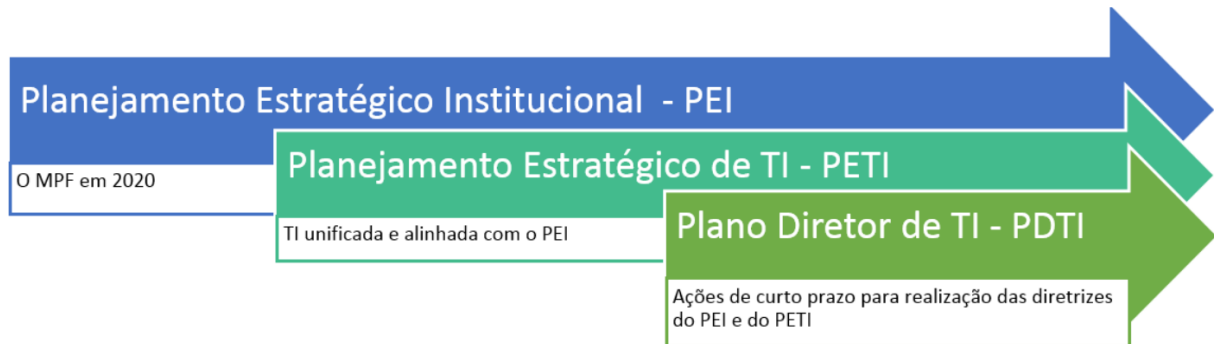 Planejamento Estratégico Institucional - PEI
O MPF em 2020
Planejamento Estratégico de TI - PETI
TI unificada e alinhada com o PEI
Plano Diretor de TI - PDTI
Ações de curto prazo para realização das diretrizes
do PEI e do PETI